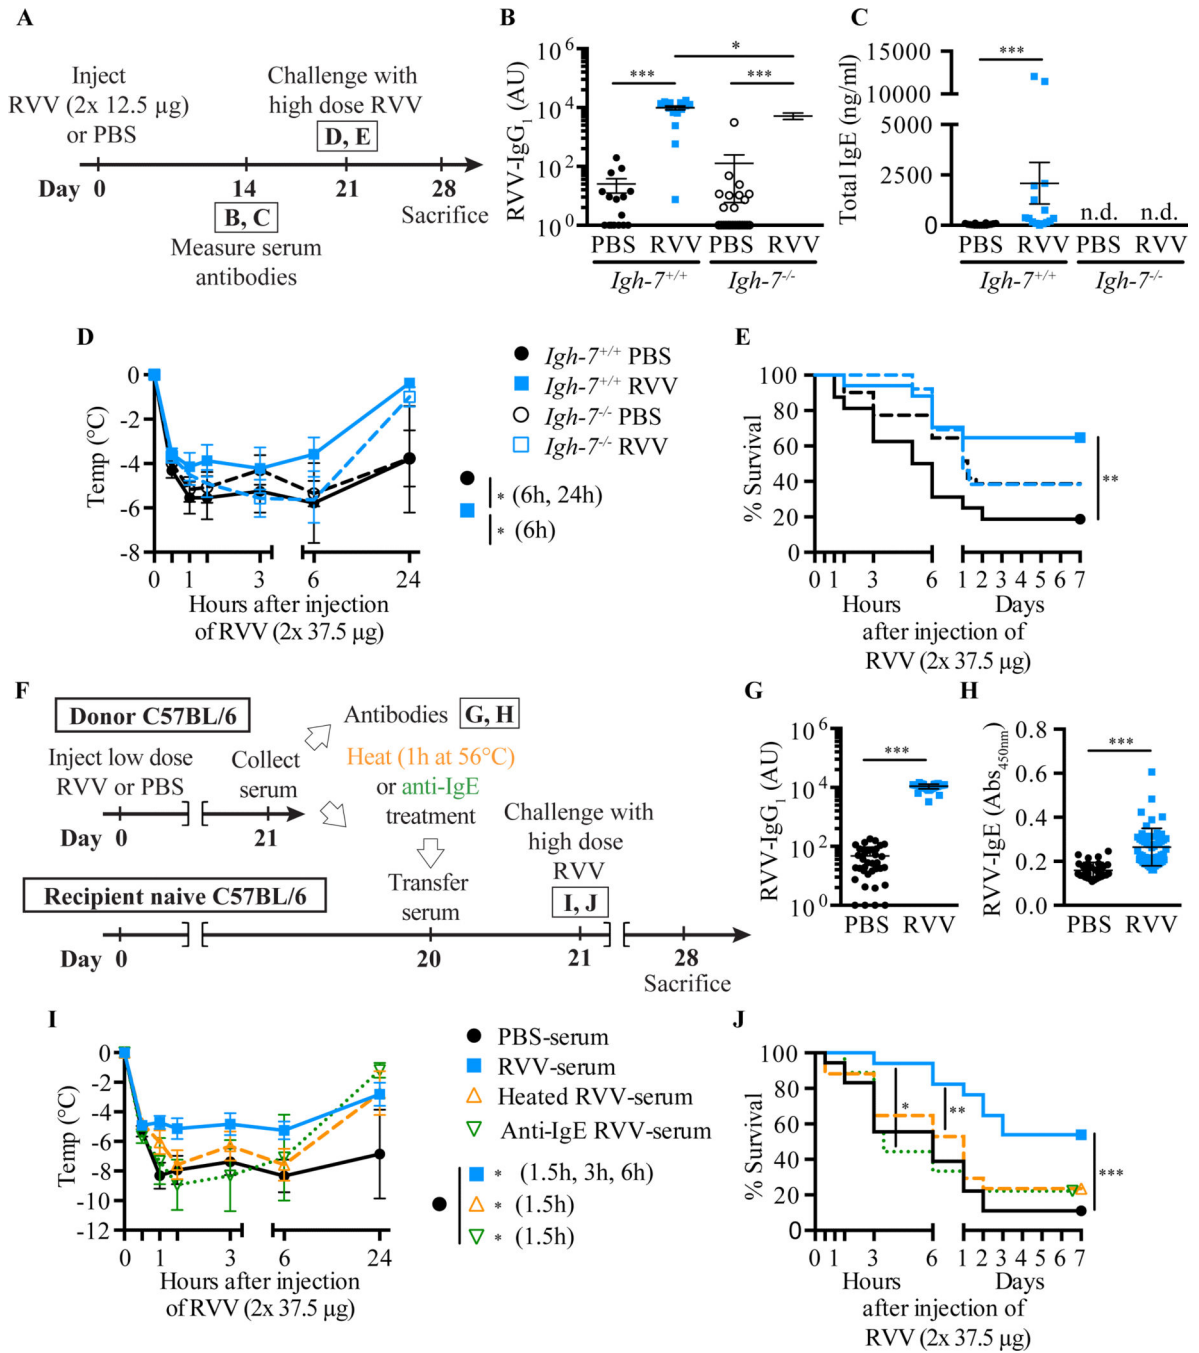 A
Inject
RVV (2x 12.5 µg)
or PBS
Challenge with
high dose RVV
D, E
Day 0 14 21 28
B, C
Sacrifice
Measure serum
antibodies
B
RVV-IgG1 (AU)
10^6
10^4
10^2
10^0
***
*
***
PBS RVV PBS RVV
Igh-7+/+ Igh-7-/-
C
Total IgE (ng/ml)
15000
10000
5000
2500
0
***
n.d. n.d.
PBS RVV PBS RVV
Igh-7+/+ Igh-7-/-
D
Temp (°C)
0
-2
-4
-6
-8
0 1 3 6 24
Hours after injection
of RVV (2x 37.5 µg)
Igh-7+/+ PBS
Igh-7+/+ RVV
Igh-7-/- PBS
Igh-7-/- RVV
* (6h, 24h)
* (6h)
E
% Survival
100
80
60
40
20
0
**
0 1 3 6 1 2 3 4 5 6 7
Hours Days
after injection of
RVV (2x 37.5 µg)
F
Donor C57BL/6
Inject low dose
RVV or PBS
Collect
serum
Day 0 21
Antibodies G, H
Heat (1h at 56°C)
or anti-IgE
treatment
Transfer
serum
Challenge with
high dose
RVV
I, J
Recipient naive C57BL/6
Day 0 20 21 28
Sacrifice
G
RVV-IgG1 (AU)
10^6
10^4
10^2
10^0
***
PBS RVV
H
RVV-IgE (Abs450nm)
0.8
0.6
0.4
0.2
0.0
***
PBS RVV
I
Temp (°C)
0
-2
-4
-6
-8
-10
-12
0 1 3 6 24
Hours after injection
of RVV (2x 37.5 µg)
PBS-serum
RVV-serum
Heated RVV-serum
Anti-IgE RVV-serum
* (1.5h, 3h, 6h)
* (1.5h)
* (1.5h)
J
% Survival
100
80
60
40
20
0
*
**
***
0 1 3 6 1 2 3 4 5 6 7
Hours Days
after injection of
RVV (2x 37.5 µg)